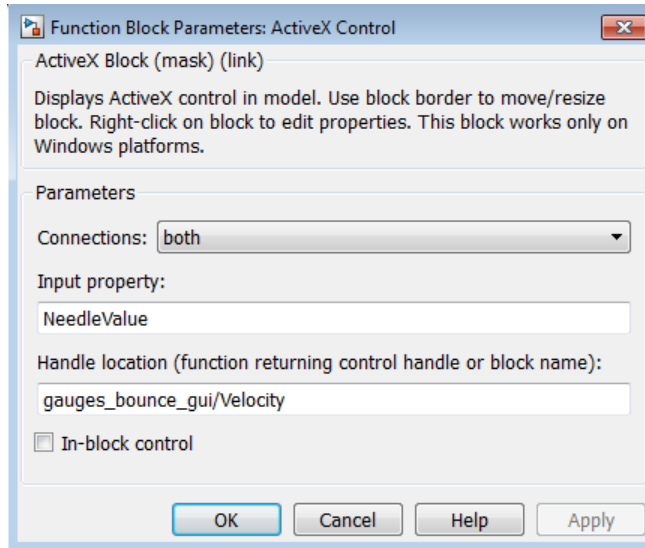 Function Block Parameters: ActiveX Control
ActiveX Block (mask) (link)
Displays ActiveX control in model. Use block border to move/resize
block. Right-click on block to edit properties. This block works only on
Windows platforms.
Parameters
Connections: both
Input property:
NeedleValue
Handle location (function returning control handle or block name):
gauges_bounce_gui/Velocity
In-block control
OK Cancel Help Apply